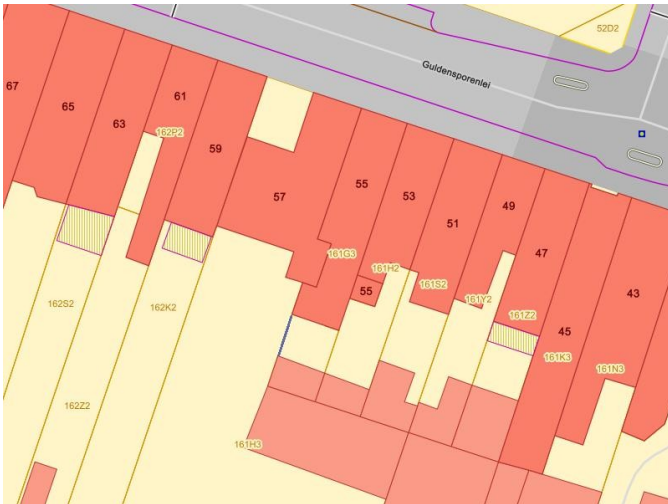 52D2
Guldensporenlei
67
65
63
61
162P2
59
57
55
53
51
49
47
45
43
161G3
161H2
55
161S2
161Y2
161Z2
161K3
161N3
162S2
162K2
162Z2
161H3